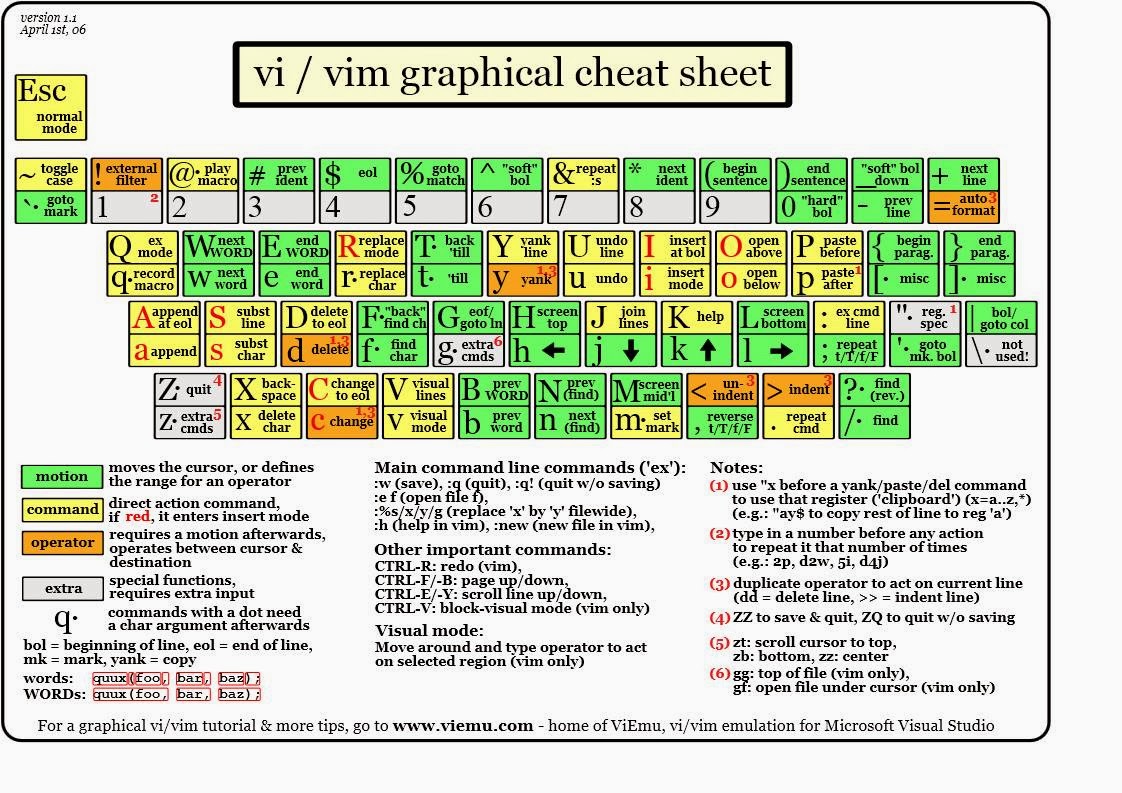 version 1.1
April 1st, 06
vi / vim graphical cheat sheet
Esc normal mode
~ toggle case
! external filter
@· play macro
# prev ident
$ eol
% goto match
^ "soft" bol
& repeat :s
* next ident
( begin sentence
) end sentence
_ "soft" bol down
+ next line
`· goto mark
1 2
2
3
4
5
6
7
8
9
0 "hard" bol
- prev line
= auto format 3
Q ex mode
W next WORD
E end WORD
R replace mode
T· back 'till
Y yank line
U undo line
I insert at bol
O open above
P paste before
{ begin parag.
} end parag.
q· record macro
w next word
e end word
r· replace char
t· 'till
y yank 1,3
u undo
i insert mode
o open below
p paste after 1
[· misc
]· misc
A append at eol
S subst line
D delete to eol
F· "back" find ch
G eof/ goto ln
H screen top
J join lines
K help
L screen bottom
: ex cmd line
"· reg. spec 1
| bol/ goto col
a append
s subst char
d delete 1,3
f· find char
g· extra cmds 6
h ←
j ↓
k ↑
l →
; repeat t/T/f/F
'· goto mk. bol
\· not used!
Z· quit 4
X back-space
C change to eol
V visual lines
B prev WORD
N prev (find)
M screen mid'l
< un-indent 3
> indent 3
?· find (rev.)
z· extra cmds 5
x delete char
c change 1,3
v visual mode
b prev word
n next (find)
m· set mark
, reverse t/T/f/F
. repeat cmd
/· find
motion moves the cursor, or defines
the range for an operator
command direct action command,
if red, it enters insert mode
operator requires a motion afterwards,
operates between cursor &
destination
extra special functions,
requires extra input
q· commands with a dot need
a char argument afterwards
bol = beginning of line, eol = end of line,
mk = mark, yank = copy
words: quux(foo, bar, baz);
WORDs: quux(foo, bar, baz);
Main command line commands ('ex'):
:w (save), :q (quit), :q! (quit w/o saving)
:e f (open file f),
:%s/x/y/g (replace 'x' by 'y' filewide),
:h (help in vim), :new (new file in vim),
Other important commands:
CTRL-R: redo (vim),
CTRL-F/-B: page up/down,
CTRL-E/-Y: scroll line up/down,
CTRL-V: block-visual mode (vim only)
Visual mode:
Move around and type operator to act
on selected region (vim only)
Notes:
(1) use "x before a yank/paste/del command
to use that register ('clipboard') (x=a..z,*)
(e.g.: "ay$ to copy rest of line to reg 'a')
(2) type in a number before any action
to repeat it that number of times
(e.g.: 2p, d2w, 5i, d4j)
(3) duplicate operator to act on current line
(dd = delete line, >> = indent line)
(4) ZZ to save & quit, ZQ to quit w/o saving
(5) zt: scroll cursor to top,
zb: bottom, zz: center
(6) gg: top of file (vim only),
gf: open file under cursor (vim only)
For a graphical vi/vim tutorial & more tips, go to www.viemu.com - home of ViEmu, vi/vim emulation for Microsoft Visual Studio